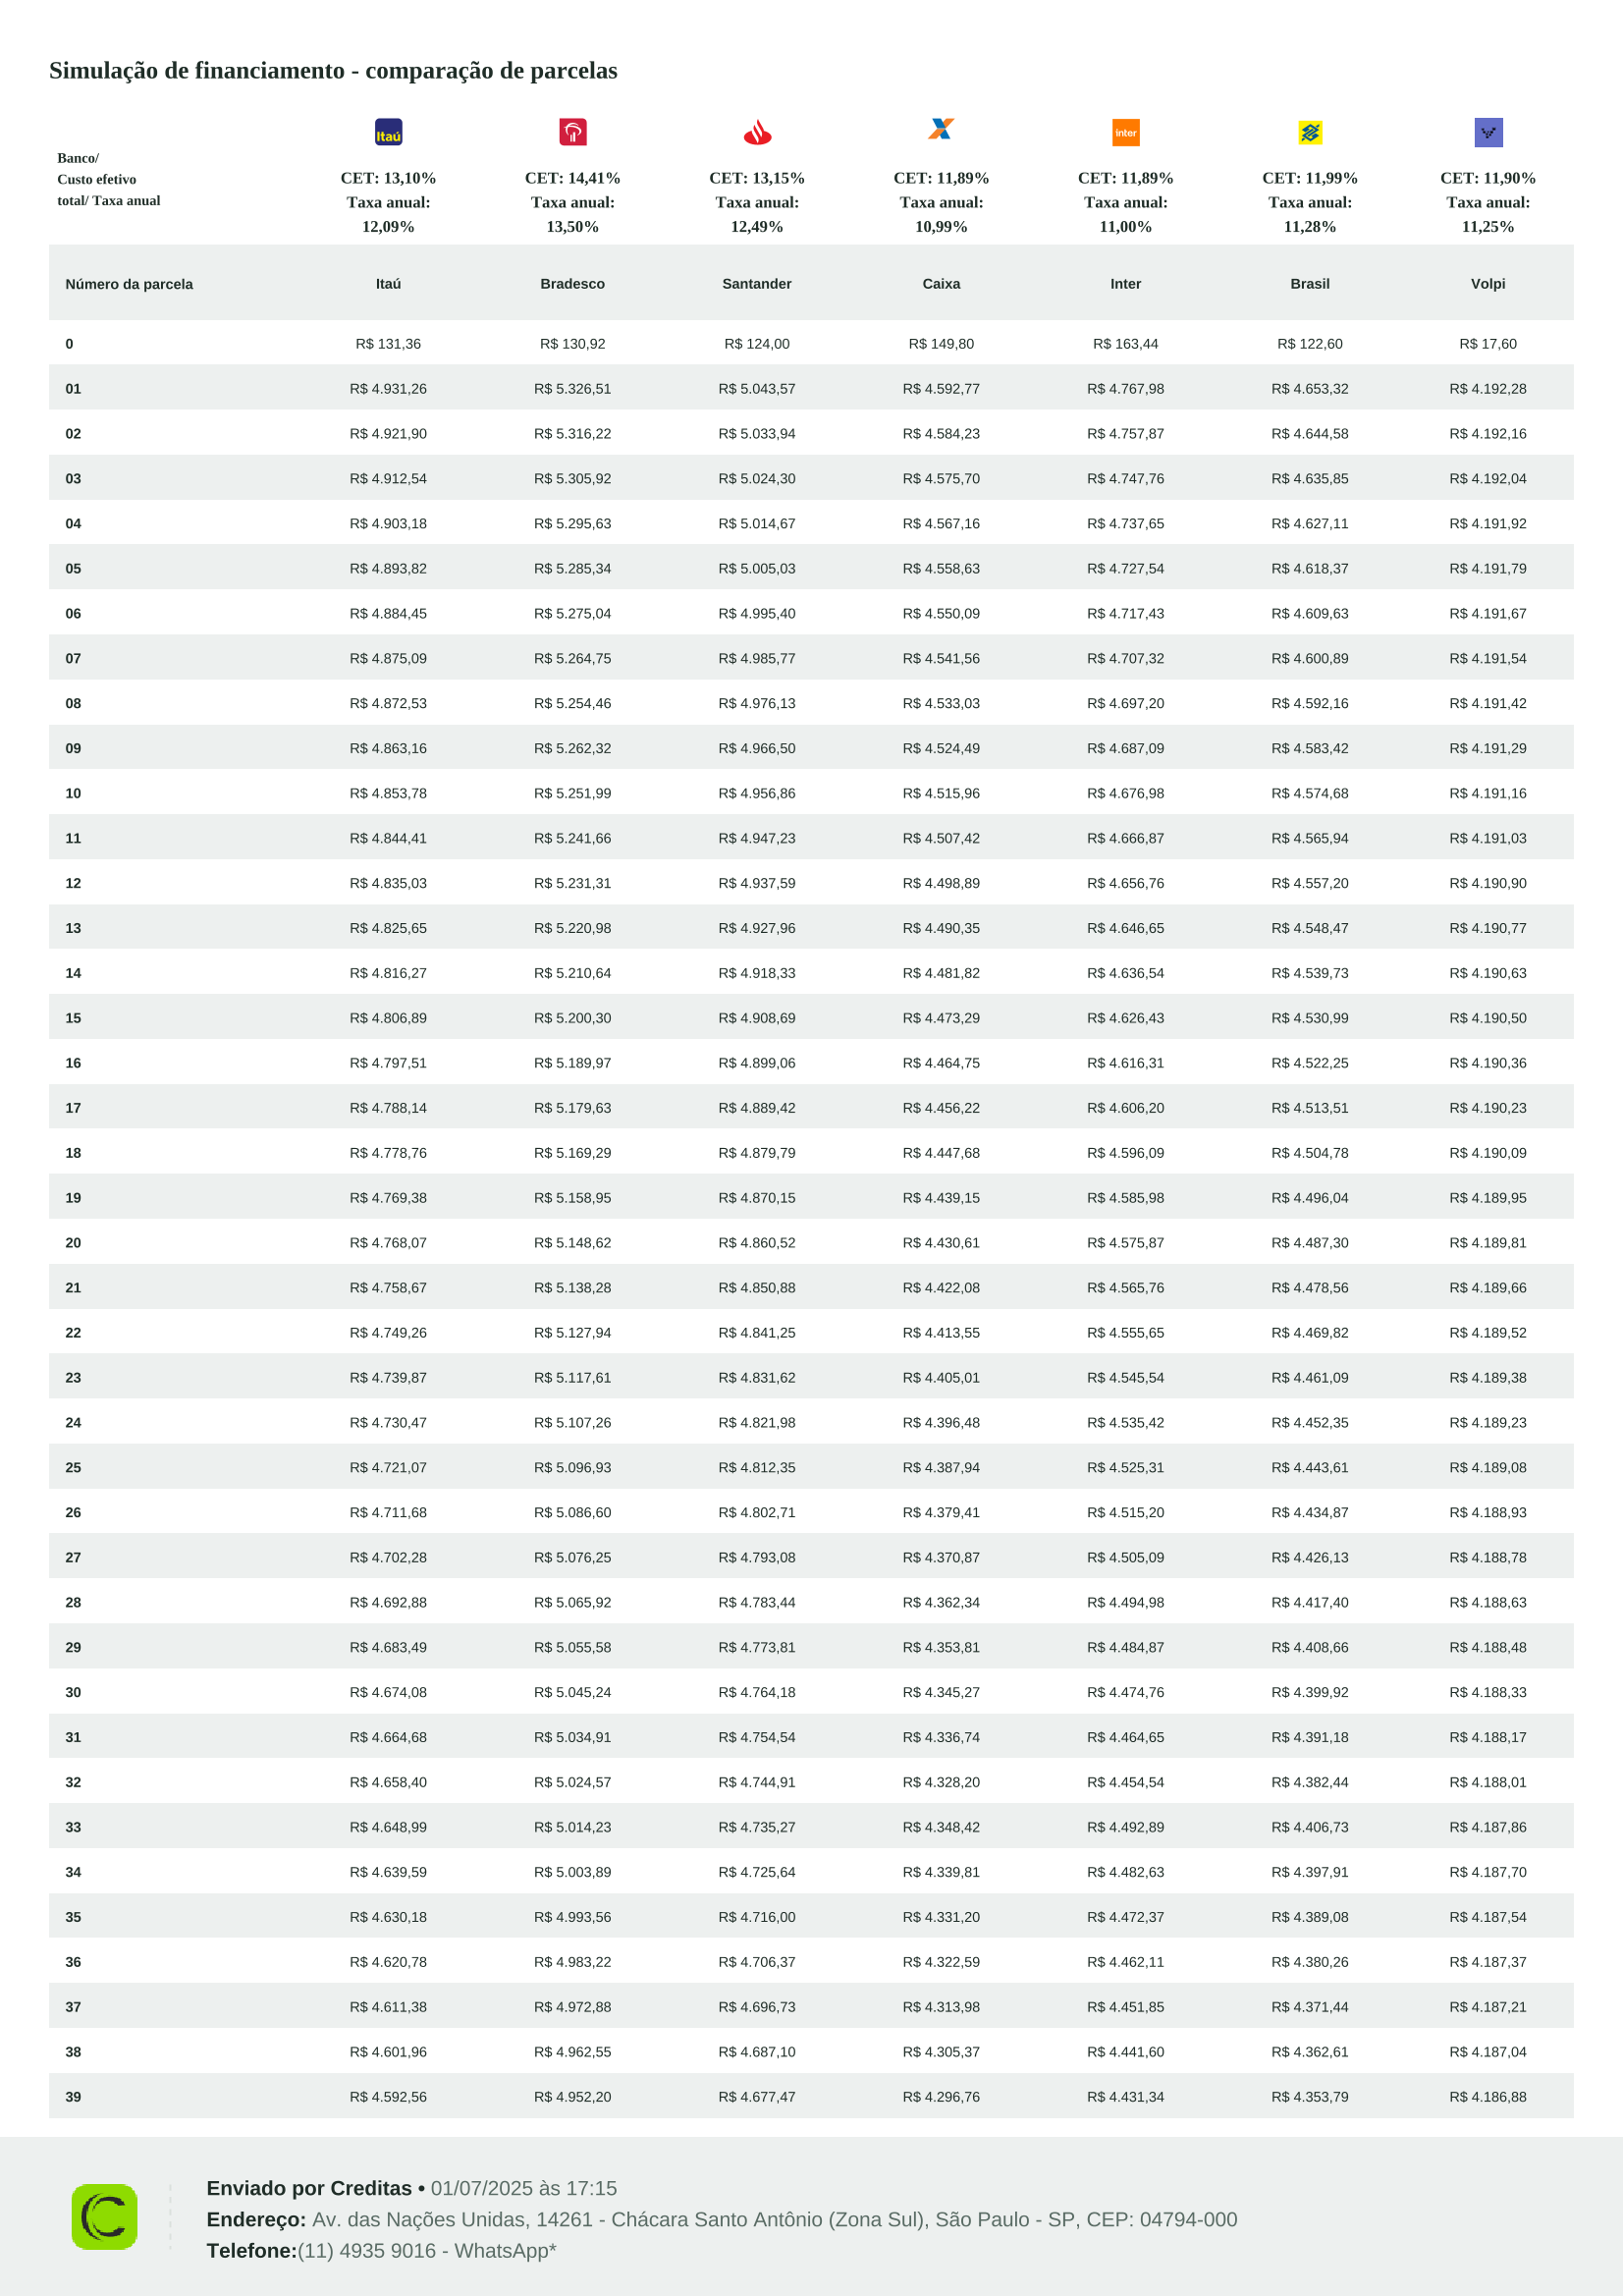 Simulação de financiamento - comparação de parcelas
Itaú
inter
Banco/
Custo efetivo
total/ Taxa anual
CET: 13,10% CET: 14,41% CET: 13,15% CET: 11,89% CET: 11,89% CET: 11,99% CET: 11,90%
Taxa anual: Taxa anual: Taxa anual: Taxa anual: Taxa anual: Taxa anual: Taxa anual:
12,09% 13,50% 12,49% 10,99% 11,00% 11,28% 11,25%
Número da parcela Itaú Bradesco Santander Caixa Inter Brasil Volpi
0 R$ 131,36 R$ 130,92 R$ 124,00 R$ 149,80 R$ 163,44 R$ 122,60 R$ 17,60
01 R$ 4.931,26 R$ 5.326,51 R$ 5.043,57 R$ 4.592,77 R$ 4.767,98 R$ 4.653,32 R$ 4.192,28
02 R$ 4.921,90 R$ 5.316,22 R$ 5.033,94 R$ 4.584,23 R$ 4.757,87 R$ 4.644,58 R$ 4.192,16
03 R$ 4.912,54 R$ 5.305,92 R$ 5.024,30 R$ 4.575,70 R$ 4.747,76 R$ 4.635,85 R$ 4.192,04
04 R$ 4.903,18 R$ 5.295,63 R$ 5.014,67 R$ 4.567,16 R$ 4.737,65 R$ 4.627,11 R$ 4.191,92
05 R$ 4.893,82 R$ 5.285,34 R$ 5.005,03 R$ 4.558,63 R$ 4.727,54 R$ 4.618,37 R$ 4.191,79
06 R$ 4.884,45 R$ 5.275,04 R$ 4.995,40 R$ 4.550,09 R$ 4.717,43 R$ 4.609,63 R$ 4.191,67
07 R$ 4.875,09 R$ 5.264,75 R$ 4.985,77 R$ 4.541,56 R$ 4.707,32 R$ 4.600,89 R$ 4.191,54
08 R$ 4.872,53 R$ 5.254,46 R$ 4.976,13 R$ 4.533,03 R$ 4.697,20 R$ 4.592,16 R$ 4.191,42
09 R$ 4.863,16 R$ 5.262,32 R$ 4.966,50 R$ 4.524,49 R$ 4.687,09 R$ 4.583,42 R$ 4.191,29
10 R$ 4.853,78 R$ 5.251,99 R$ 4.956,86 R$ 4.515,96 R$ 4.676,98 R$ 4.574,68 R$ 4.191,16
11 R$ 4.844,41 R$ 5.241,66 R$ 4.947,23 R$ 4.507,42 R$ 4.666,87 R$ 4.565,94 R$ 4.191,03
12 R$ 4.835,03 R$ 5.231,31 R$ 4.937,59 R$ 4.498,89 R$ 4.656,76 R$ 4.557,20 R$ 4.190,90
13 R$ 4.825,65 R$ 5.220,98 R$ 4.927,96 R$ 4.490,35 R$ 4.646,65 R$ 4.548,47 R$ 4.190,77
14 R$ 4.816,27 R$ 5.210,64 R$ 4.918,33 R$ 4.481,82 R$ 4.636,54 R$ 4.539,73 R$ 4.190,63
15 R$ 4.806,89 R$ 5.200,30 R$ 4.908,69 R$ 4.473,29 R$ 4.626,43 R$ 4.530,99 R$ 4.190,50
16 R$ 4.797,51 R$ 5.189,97 R$ 4.899,06 R$ 4.464,75 R$ 4.616,31 R$ 4.522,25 R$ 4.190,36
17 R$ 4.788,14 R$ 5.179,63 R$ 4.889,42 R$ 4.456,22 R$ 4.606,20 R$ 4.513,51 R$ 4.190,23
18 R$ 4.778,76 R$ 5.169,29 R$ 4.879,79 R$ 4.447,68 R$ 4.596,09 R$ 4.504,78 R$ 4.190,09
19 R$ 4.769,38 R$ 5.158,95 R$ 4.870,15 R$ 4.439,15 R$ 4.585,98 R$ 4.496,04 R$ 4.189,95
20 R$ 4.768,07 R$ 5.148,62 R$ 4.860,52 R$ 4.430,61 R$ 4.575,87 R$ 4.487,30 R$ 4.189,81
21 R$ 4.758,67 R$ 5.138,28 R$ 4.850,88 R$ 4.422,08 R$ 4.565,76 R$ 4.478,56 R$ 4.189,66
22 R$ 4.749,26 R$ 5.127,94 R$ 4.841,25 R$ 4.413,55 R$ 4.555,65 R$ 4.469,82 R$ 4.189,52
23 R$ 4.739,87 R$ 5.117,61 R$ 4.831,62 R$ 4.405,01 R$ 4.545,54 R$ 4.461,09 R$ 4.189,38
24 R$ 4.730,47 R$ 5.107,26 R$ 4.821,98 R$ 4.396,48 R$ 4.535,42 R$ 4.452,35 R$ 4.189,23
25 R$ 4.721,07 R$ 5.096,93 R$ 4.812,35 R$ 4.387,94 R$ 4.525,31 R$ 4.443,61 R$ 4.189,08
26 R$ 4.711,68 R$ 5.086,60 R$ 4.802,71 R$ 4.379,41 R$ 4.515,20 R$ 4.434,87 R$ 4.188,93
27 R$ 4.702,28 R$ 5.076,25 R$ 4.793,08 R$ 4.370,87 R$ 4.505,09 R$ 4.426,13 R$ 4.188,78
28 R$ 4.692,88 R$ 5.065,92 R$ 4.783,44 R$ 4.362,34 R$ 4.494,98 R$ 4.417,40 R$ 4.188,63
29 R$ 4.683,49 R$ 5.055,58 R$ 4.773,81 R$ 4.353,81 R$ 4.484,87 R$ 4.408,66 R$ 4.188,48
30 R$ 4.674,08 R$ 5.045,24 R$ 4.764,18 R$ 4.345,27 R$ 4.474,76 R$ 4.399,92 R$ 4.188,33
31 R$ 4.664,68 R$ 5.034,91 R$ 4.754,54 R$ 4.336,74 R$ 4.464,65 R$ 4.391,18 R$ 4.188,17
32 R$ 4.658,40 R$ 5.024,57 R$ 4.744,91 R$ 4.328,20 R$ 4.454,54 R$ 4.382,44 R$ 4.188,01
33 R$ 4.648,99 R$ 5.014,23 R$ 4.735,27 R$ 4.348,42 R$ 4.492,89 R$ 4.406,73 R$ 4.187,86
34 R$ 4.639,59 R$ 5.003,89 R$ 4.725,64 R$ 4.339,81 R$ 4.482,63 R$ 4.397,91 R$ 4.187,70
35 R$ 4.630,18 R$ 4.993,56 R$ 4.716,00 R$ 4.331,20 R$ 4.472,37 R$ 4.389,08 R$ 4.187,54
36 R$ 4.620,78 R$ 4.983,22 R$ 4.706,37 R$ 4.322,59 R$ 4.462,11 R$ 4.380,26 R$ 4.187,37
37 R$ 4.611,38 R$ 4.972,88 R$ 4.696,73 R$ 4.313,98 R$ 4.451,85 R$ 4.371,44 R$ 4.187,21
38 R$ 4.601,96 R$ 4.962,55 R$ 4.687,10 R$ 4.305,37 R$ 4.441,60 R$ 4.362,61 R$ 4.187,04
39 R$ 4.592,56 R$ 4.952,20 R$ 4.677,47 R$ 4.296,76 R$ 4.431,34 R$ 4.353,79 R$ 4.186,88
Enviado por Creditas • 01/07/2025 às 17:15
Endereço: Av. das Nações Unidas, 14261 - Chácara Santo Antônio (Zona Sul), São Paulo - SP, CEP: 04794-000
Telefone:(11) 4935 9016 - WhatsApp*